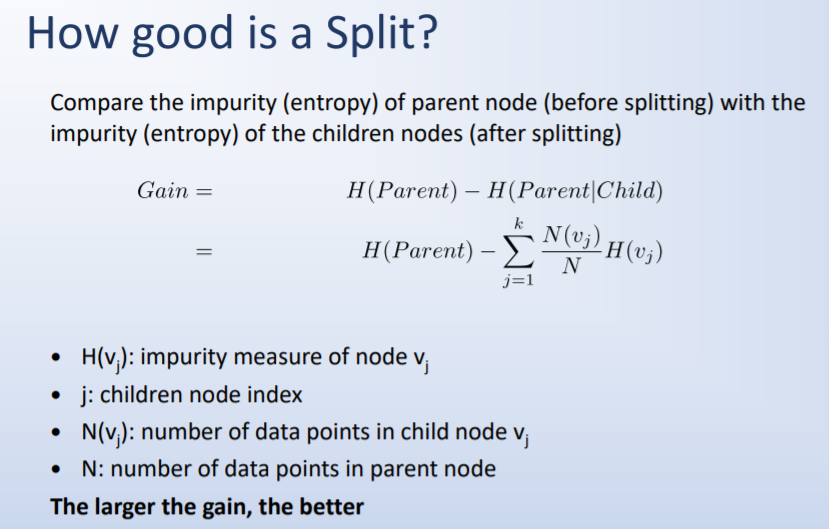 How good is a Split?
Compare the impurity (entropy) of parent node (before splitting) with the
impurity (entropy) of the children nodes (after splitting)
Gain = H(Parent) − H(Parent|Child)
= H(Parent) − ∑_{j=1}^{k} \frac{N(v_j)}{N} H(v_j)
• H(v_j): impurity measure of node v_j
• j: children node index
• N(v_j): number of data points in child node v_j
• N: number of data points in parent node
The larger the gain, the better